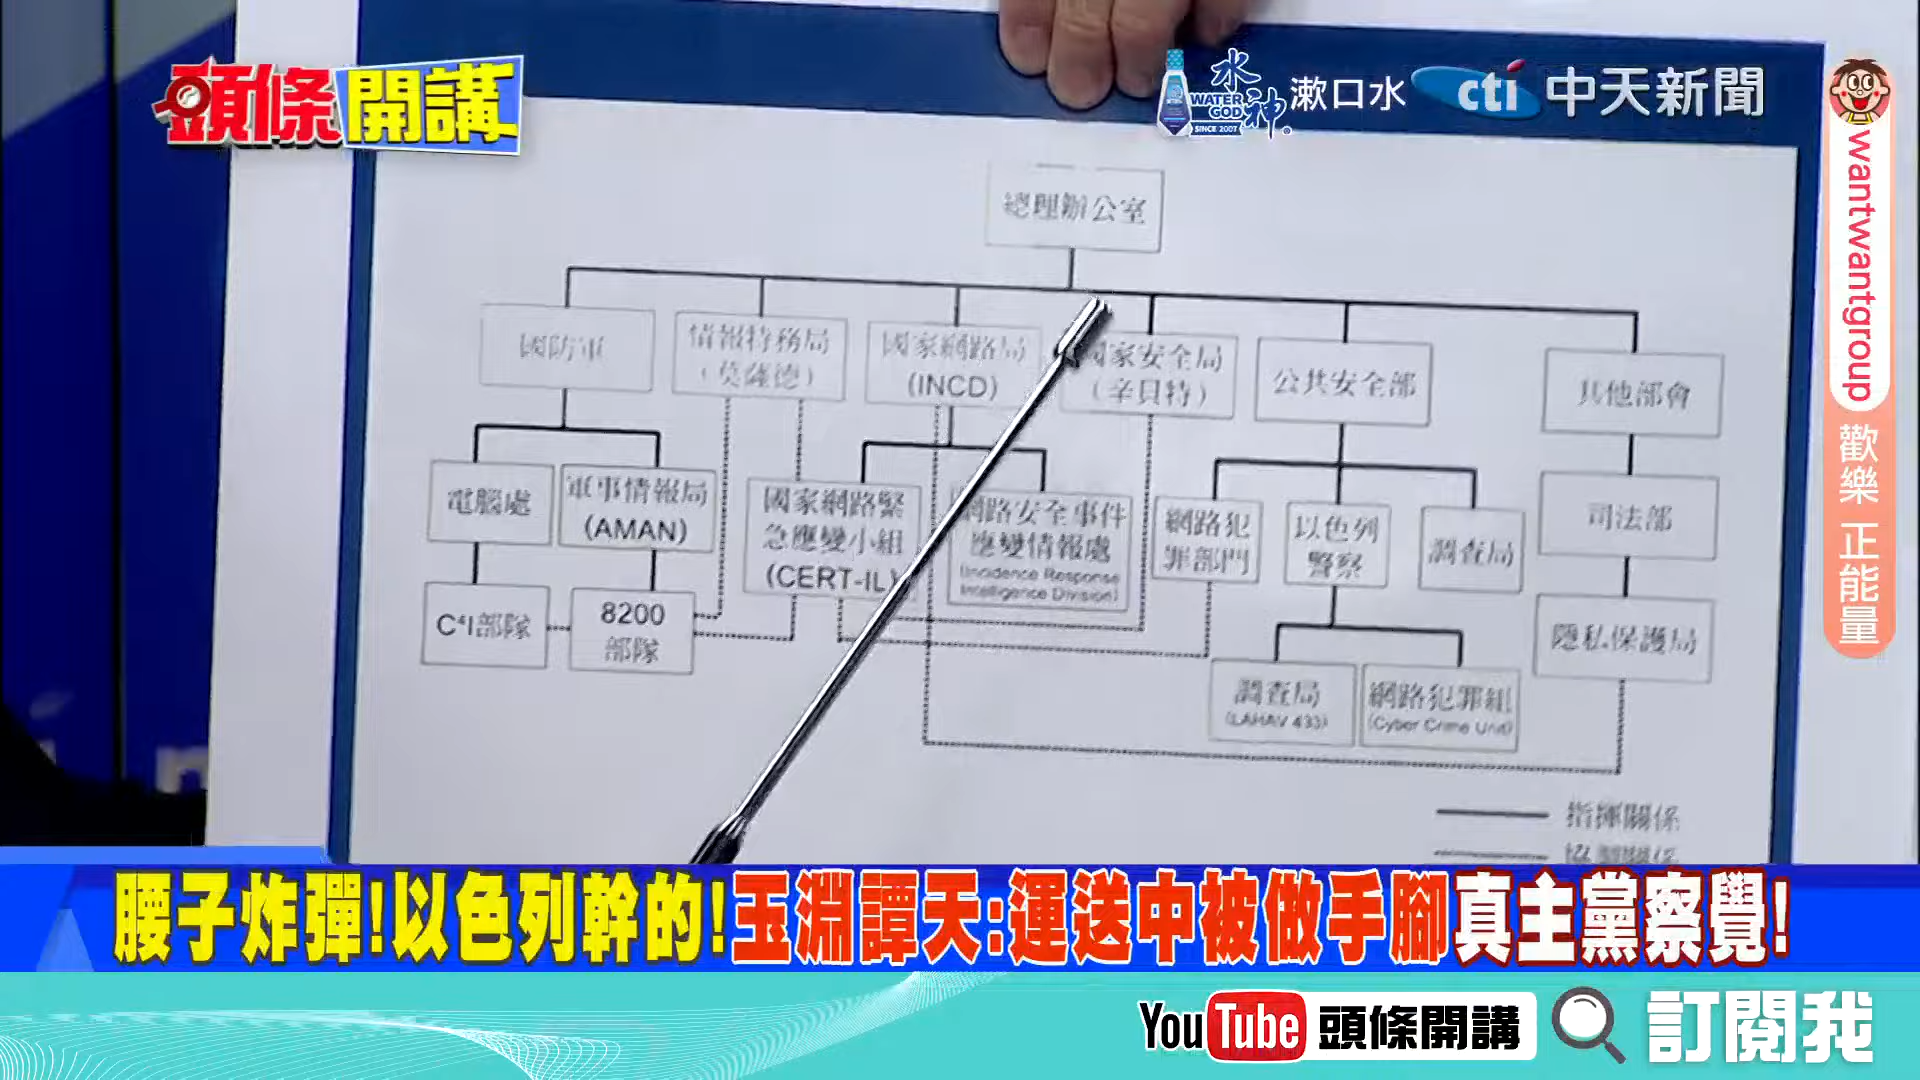 頭條開講
水神
WATER GOD
SINCE 2007
漱口水
cti 中天新聞
wantwantgroup
歡樂 正能量
總理辦公室
國防軍
情報特務局
(莫薩德)
國家網路局
(INCD)
國家安全局
(辛貝特)
公共安全部
其他部會
電腦處
軍事情報局
(AMAN)
國家網路緊
急應變小組
(CERT-IL)
網路安全事件
應變情報處
(Incidence Response
Intelligence Division)
網路犯
罪部門
以色列
警察
調查局
司法部
C⁴I部隊
8200
部隊
隱私保護局
調查局
(LAHAV 433)
網路犯罪組
(Cyber Crime Unit)
指揮關係
腰子炸彈!以色列幹的!玉淵譚天:運送中被做手腳真主黨察覺!
YouTube 頭條開講 訂閱我